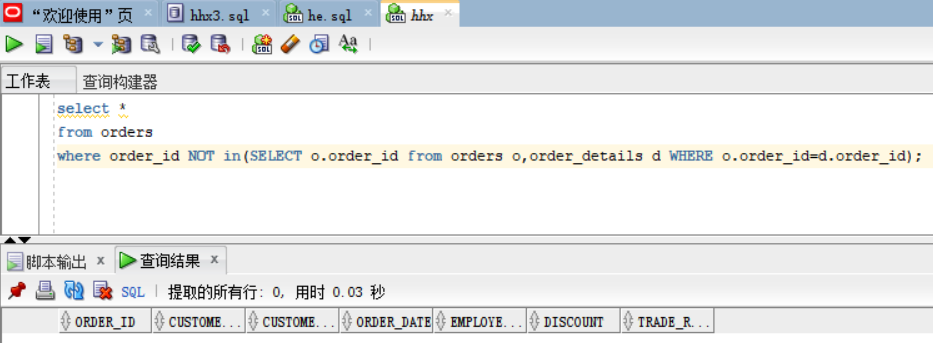 “欢迎使用”页 hhx3.sql he.sql hhx
工作表 查询构建器
select *
from orders
where order_id NOT in(SELECT o.order_id from orders o,order_details d WHERE o.order_id=d.order_id);
脚本输出 查询结果
SQL 提取的所有行: 0, 用时 0.03 秒
ORDER_ID CUSTOME... CUSTOME... ORDER_DATE EMPLOYE... DISCOUNT TRADE_R...